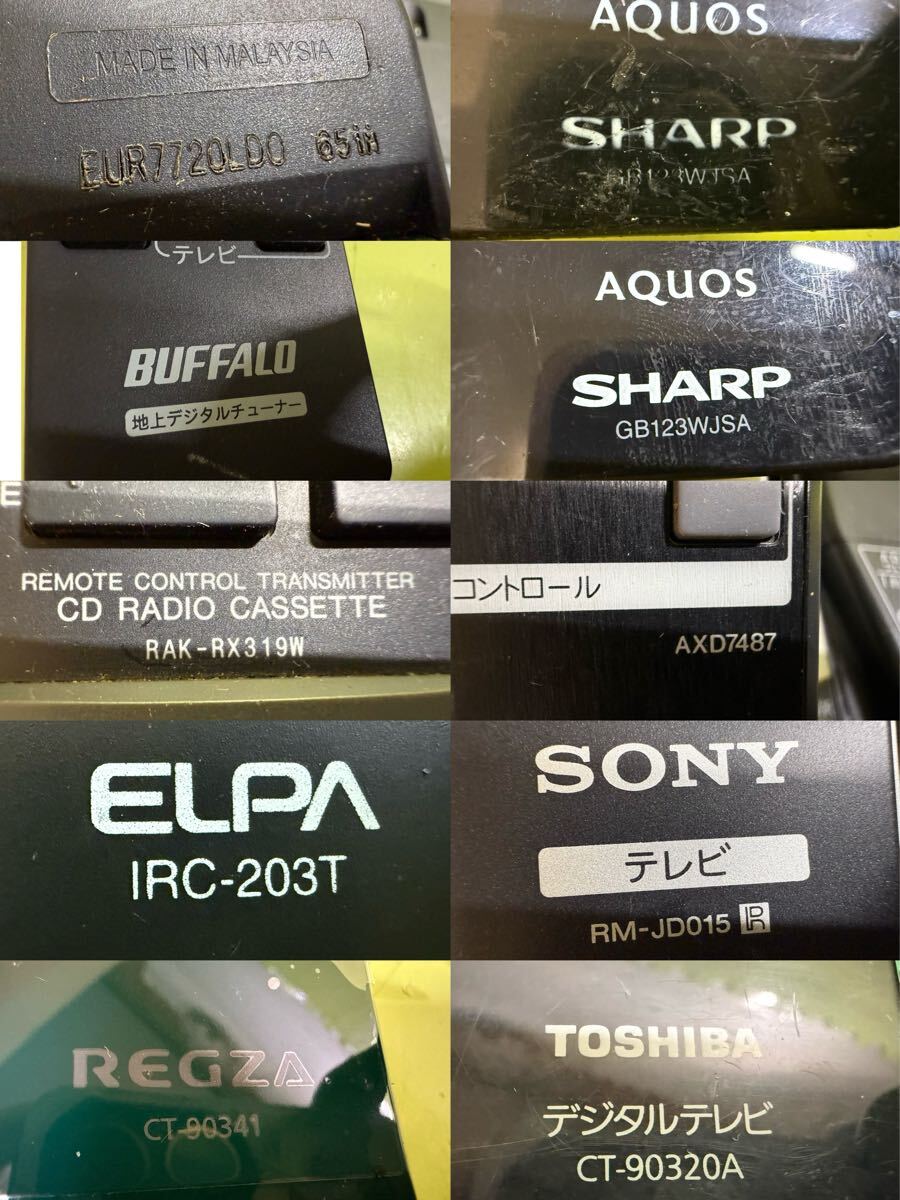 MADE IN MALAYSIA
EUR7720LD0 651H
AQUOS
SHARP
GB123WJSA
テレビ
BUFFALO
地上デジタルチューナー
AQUOS
SHARP
GB123WJSA
E
REMOTE CONTROL TRANSMITTER
CD RADIO CASSETTE
RAK-RX319W
コントロール
AXD7487
ELPA
IRC-203T
SONY
テレビ
RM-JD015 R
REGZA
CT-90341
TOSHIBA
デジタルテレビ
CT-90320A